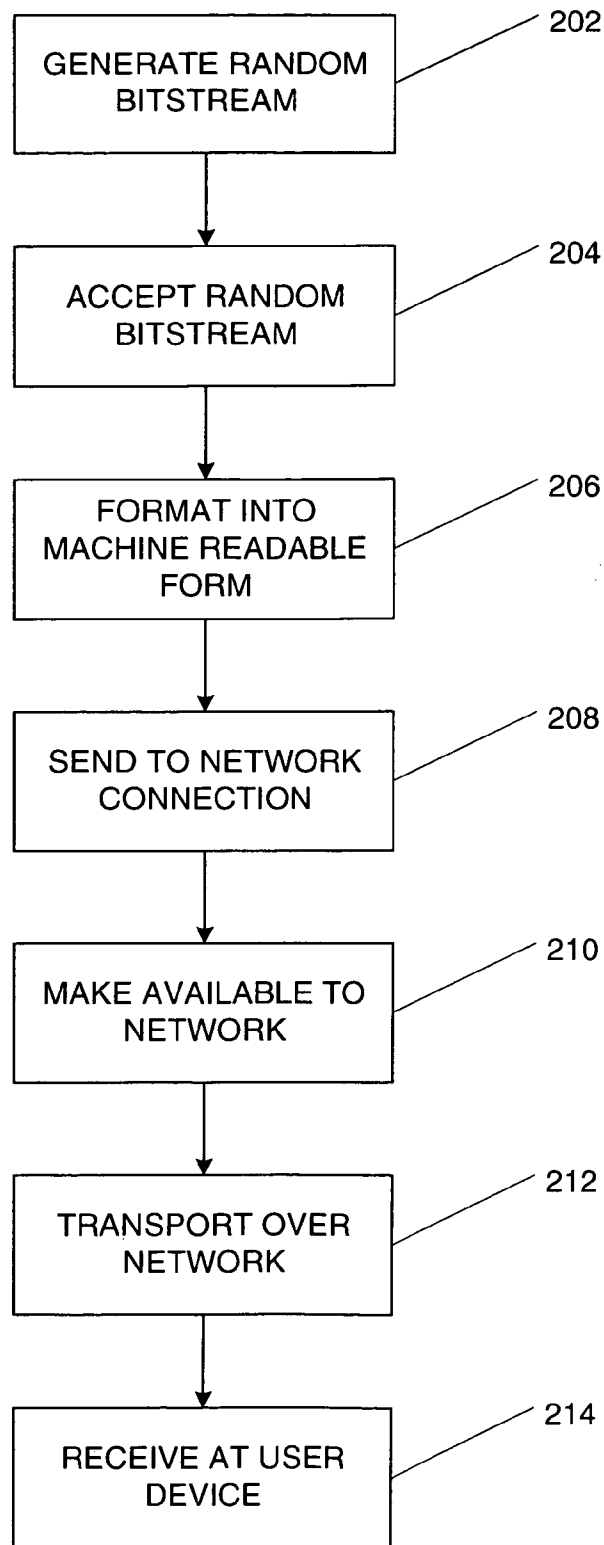 202
GENERATE RANDOM
BITSTREAM
204
ACCEPT RANDOM
BITSTREAM
206
FORMAT INTO
MACHINE READABLE
FORM
208
SEND TO NETWORK
CONNECTION
210
MAKE AVAILABLE TO
NETWORK
212
TRANSPORT OVER
NETWORK
214
RECEIVE AT USER
DEVICE